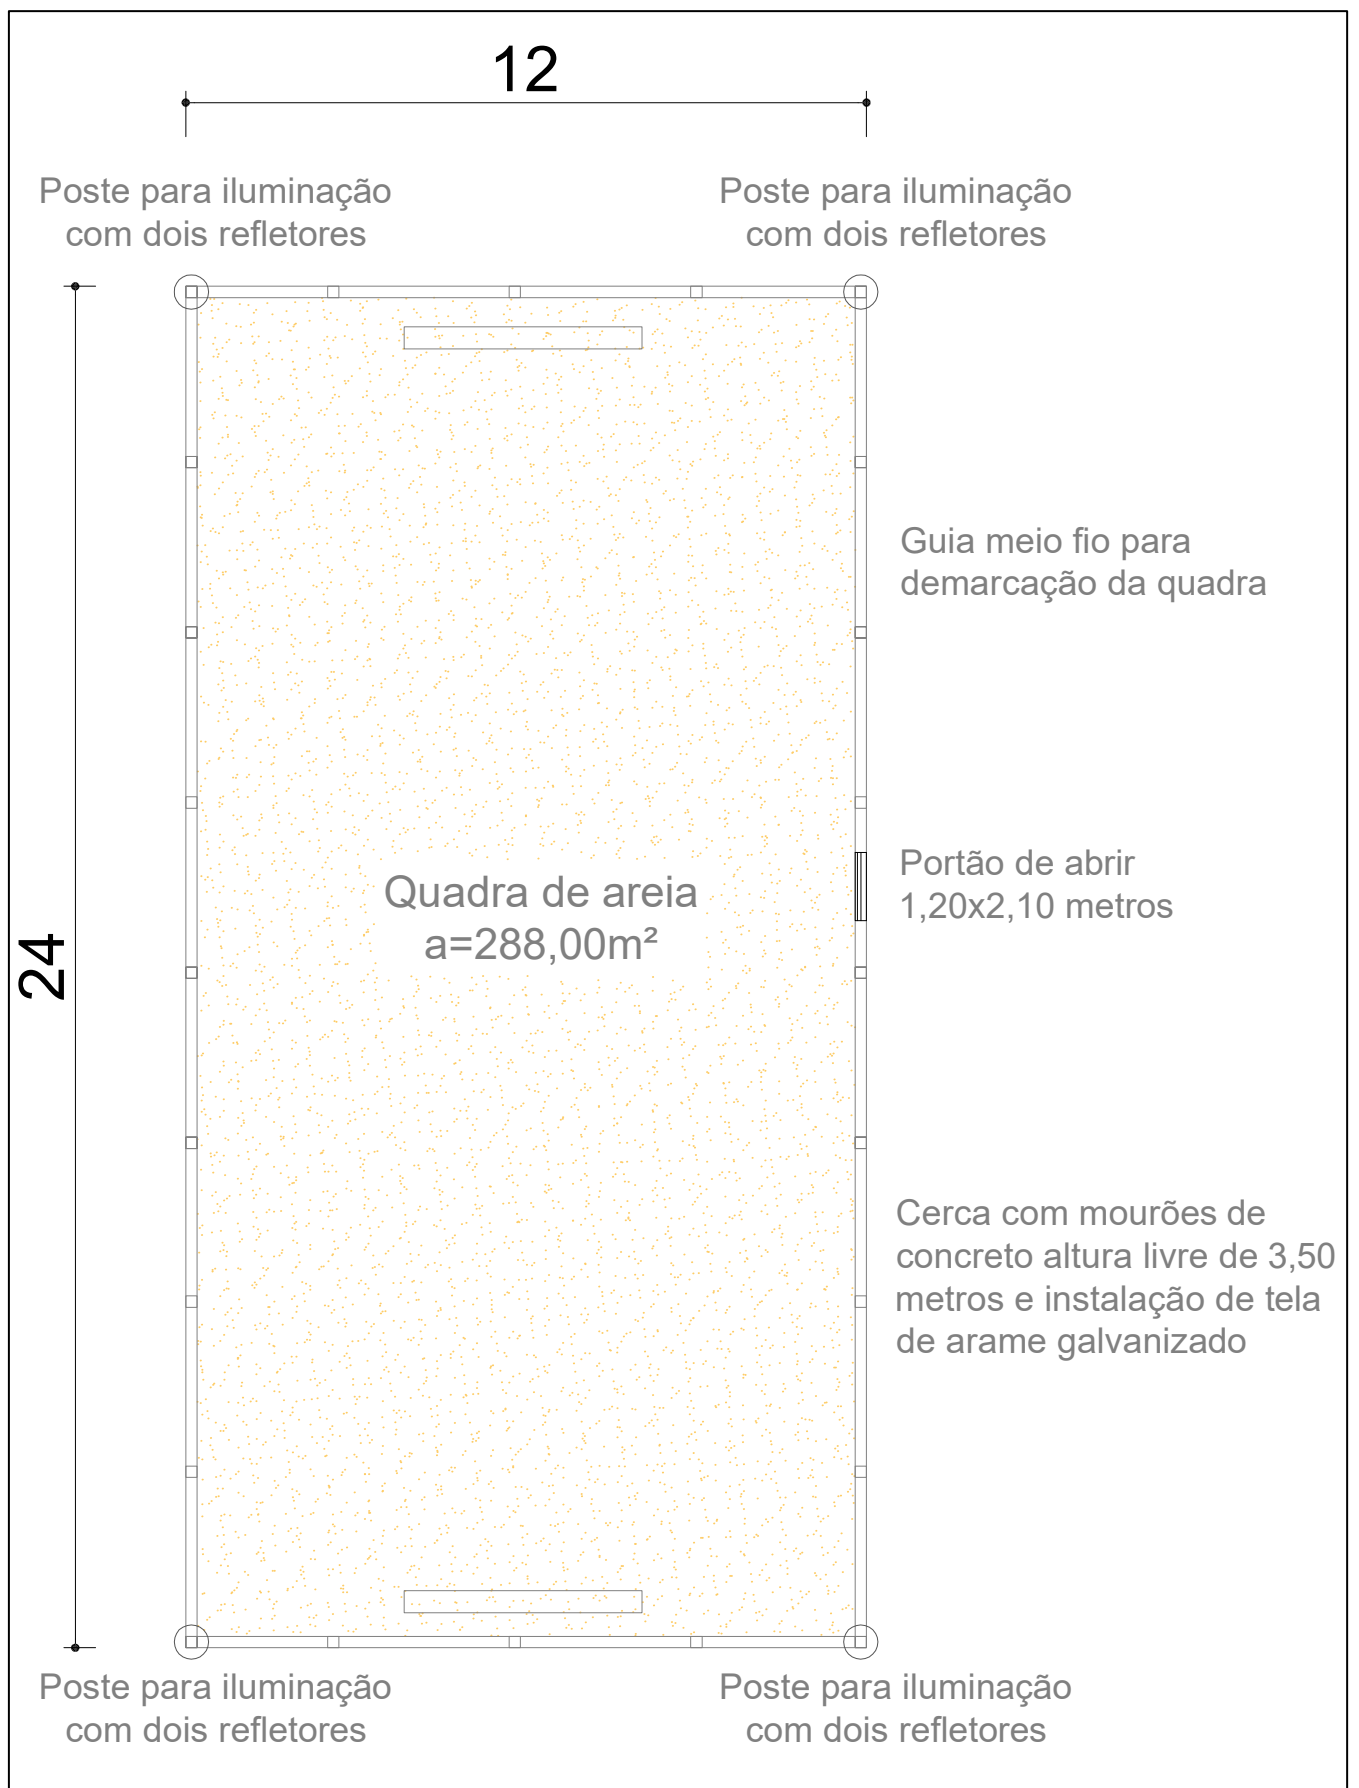 12
Poste para iluminação
com dois refletores
Poste para iluminação
com dois refletores
Guia meio fio para
demarcação da quadra
Portão de abrir
1,20x2,10 metros
Quadra de areia
a=288,00m²
24
Cerca com mourões de
concreto altura livre de 3,50
metros e instalação de tela
de arame galvanizado
Poste para iluminação
com dois refletores
Poste para iluminação
com dois refletores